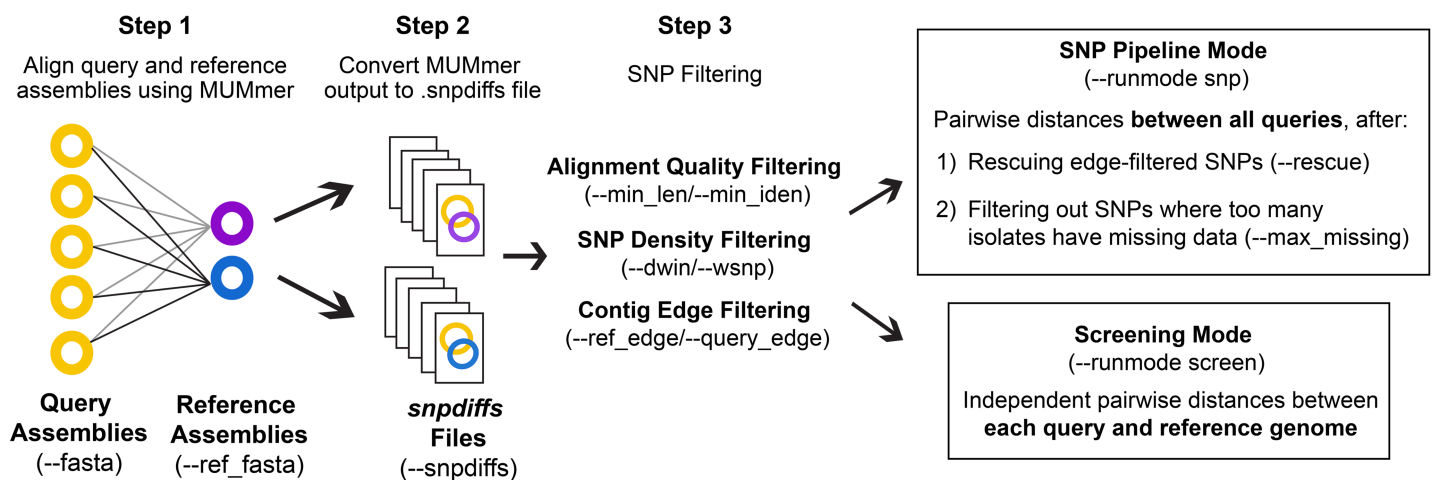 Step 1
Align query and reference
assemblies using MUMmer
Query
Assemblies
(--fasta)
Reference
Assemblies
(--ref_fasta)
Step 2
Convert MUMmer
output to .snpdiffs file
snpdiffs
Files
(--snpdiffs)
Step 3
SNP Filtering
Alignment Quality Filtering
(--min_len/--min_iden)
SNP Density Filtering
(--dwin/--wsnp)
Contig Edge Filtering
(--ref_edge/--query_edge)
SNP Pipeline Mode
(--runmode snp)
Pairwise distances between all queries, after:
1) Rescuing edge-filtered SNPs (--rescue)
2) Filtering out SNPs where too many
isolates have missing data (--max_missing)
Screening Mode
(--runmode screen)
Independent pairwise distances between
each query and reference genome